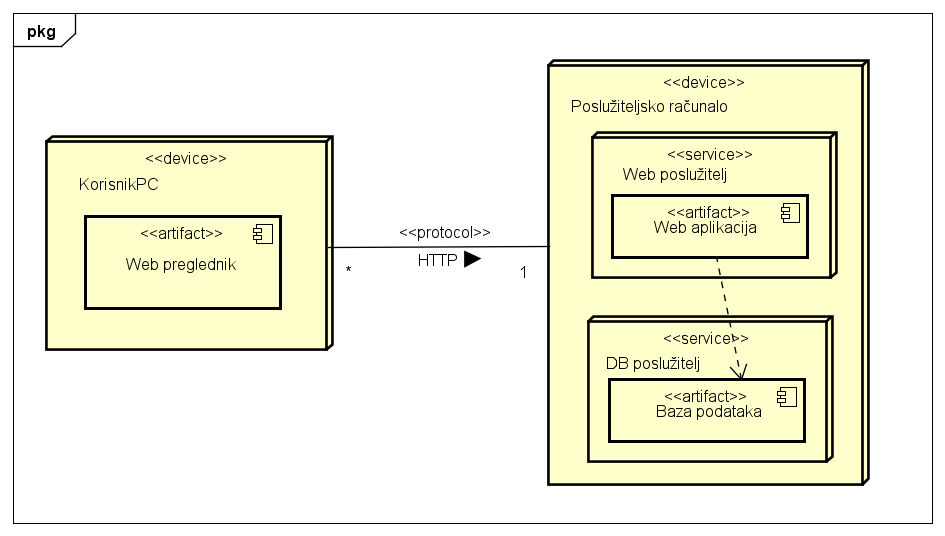 pkg
<<device>>
KorisnikPC
<<artifact>>
Web preglednik
<<protocol>>
HTTP
*
1
<<device>>
Poslužiteljsko računalo
<<service>>
Web poslužitelj
<<artifact>>
Web aplikacija
<<service>>
DB poslužitelj
<<artifact>>
Baza podataka